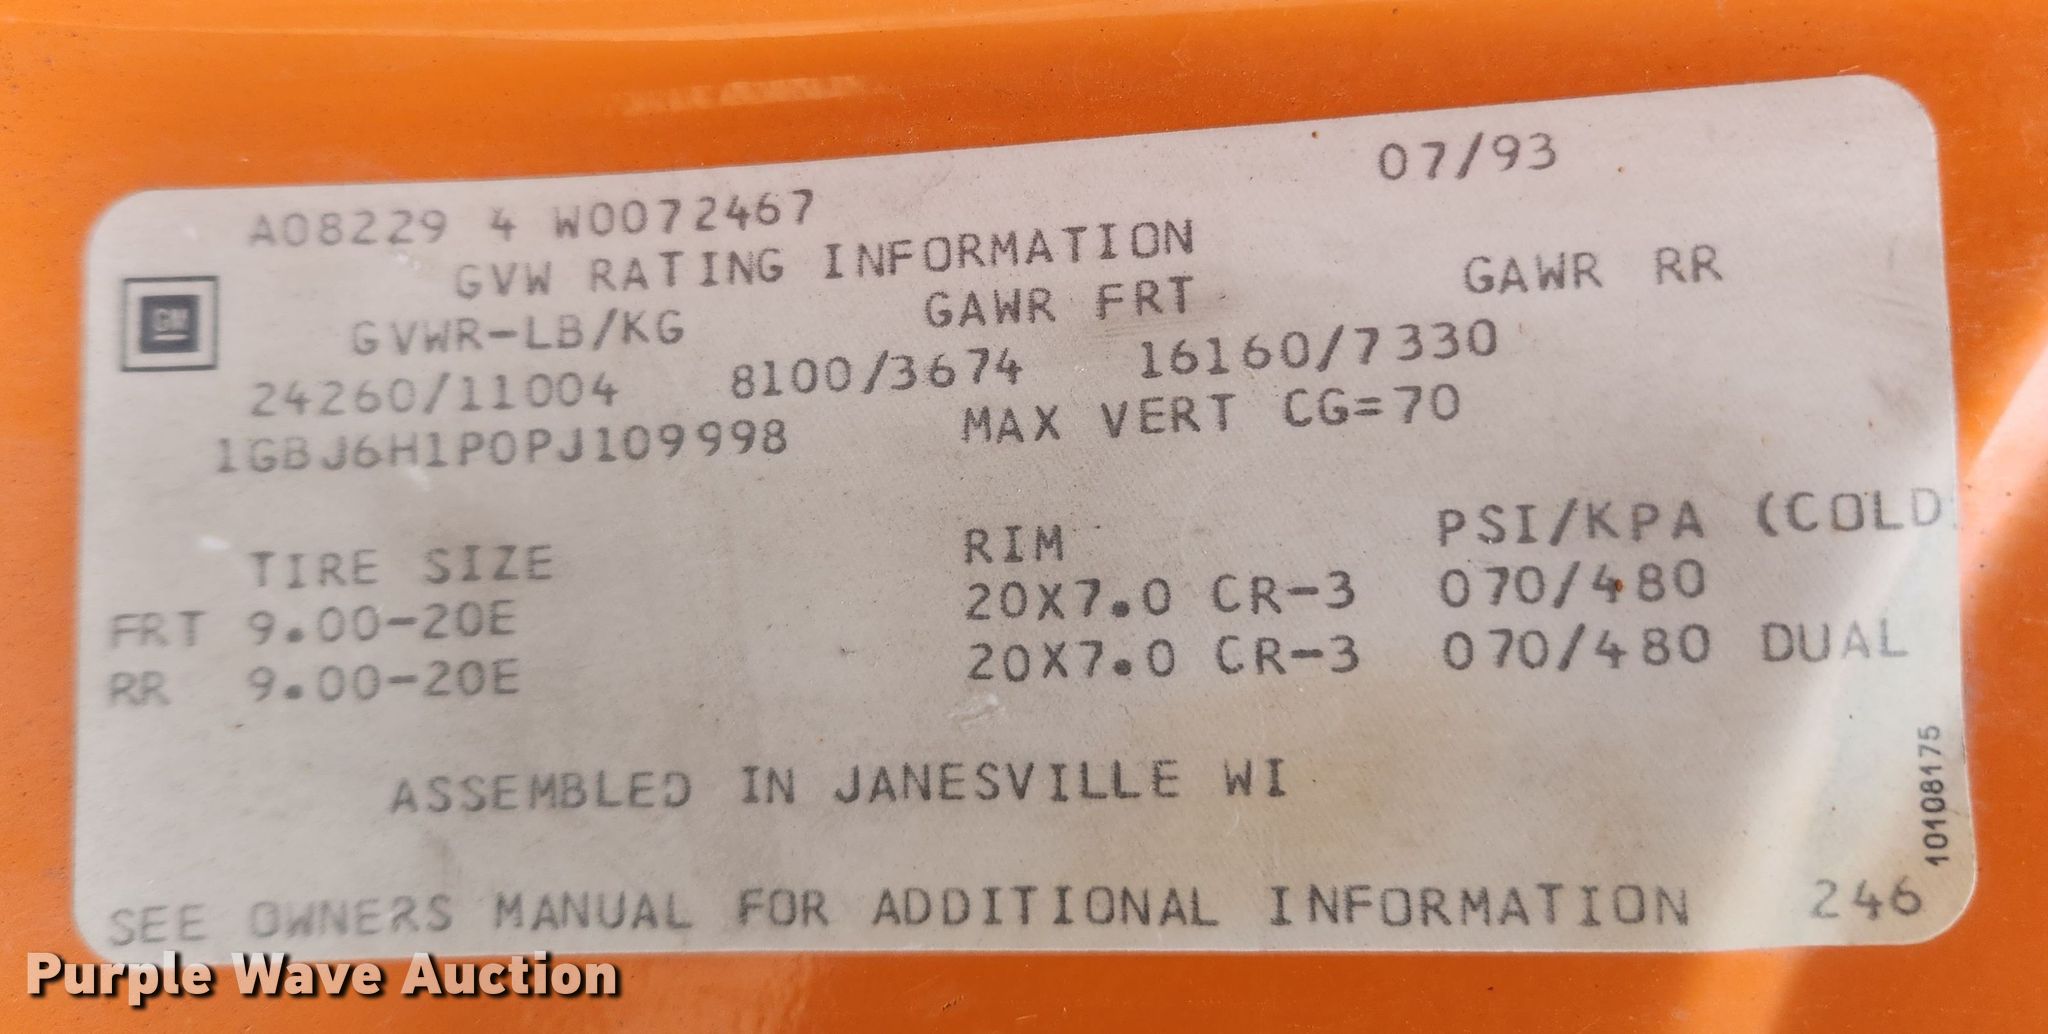 07/93
A08229 4 W0072467
GVW RATING INFORMATION
GM
GVWR-LB/KG GAWR FRT GAWR RR
24260/11004 8100/3674 16160/7330
1GBJ6H1P0PJ109998 MAX VERT CG=70
TIRE SIZE RIM PSI/KPA (COLD
FRT 9.00-20E 20X7.0 CR-3 070/480
RR 9.00-20E 20X7.0 CR-3 070/480 DUAL
ASSEMBLED IN JANESVILLE WI
10108175
SEE OWNERS MANUAL FOR ADDITIONAL INFORMATION 246
Purple Wave Auction